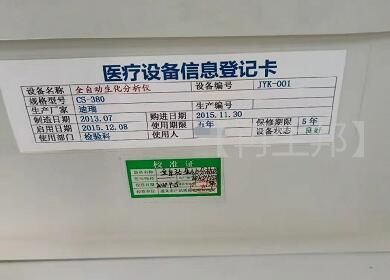 医疗设备信息登记卡
设备名称 全自动生化分析仪 设备编号 JYK-001
规格型号 CS-380
生产厂家 迪瑞 生产编号
制造日期 2013.07 购进日期 2015.11.30
启用日期 2015.12.08 使用期限 五年 保修期限 5年
使用部门 检验科 使用人 设备状态 良好
校准证